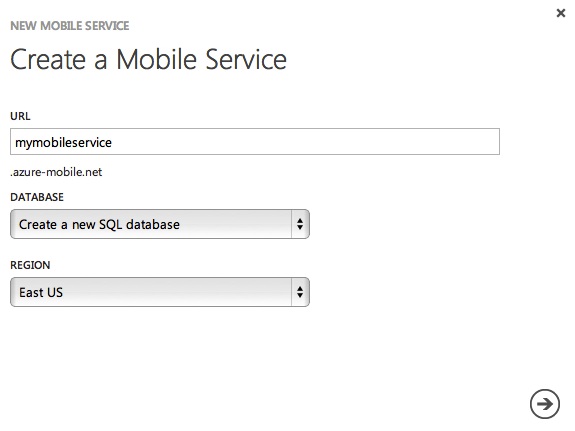 NEW MOBILE SERVICE
Create a Mobile Service
URL
mymobileservice
.azure-mobile.net
DATABASE
Create a new SQL database
REGION
East US